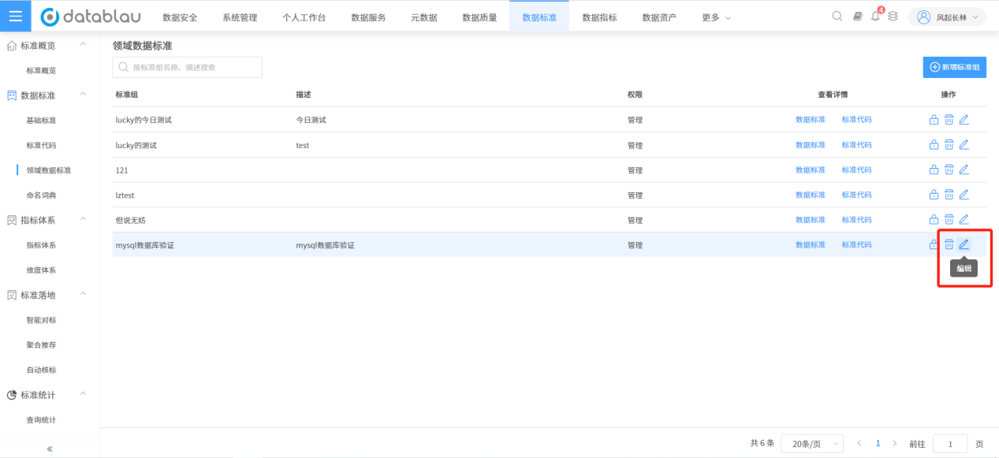 datablau 数据安全 系统管理 个人工作台 数据服务 元数据 数据质量 数据标准 数据指标 数据资产 更多 4 风起长林
标准概览
标准概览
数据标准
基础标准
标准代码
领域数据标准
命名词典
指标体系
指标体系
维度体系
标准落地
智能对标
聚合推荐
自动核标
标准统计
查询统计
«
领域数据标准
按标准组名称、描述搜索
新增标准组
标准组 描述 权限 查看详情 操作
lucky的今日测试 今日测试 管理 数据标准 标准代码
lucky的测试 test 管理 数据标准 标准代码
121 管理 数据标准 标准代码
lztest 管理 数据标准 标准代码
但说无妨 管理 数据标准 标准代码
mysql数据库验证 mysql数据库验证 管理 数据标准 标准代码
编辑
共 6 条 20条/页 1 前往 1 页